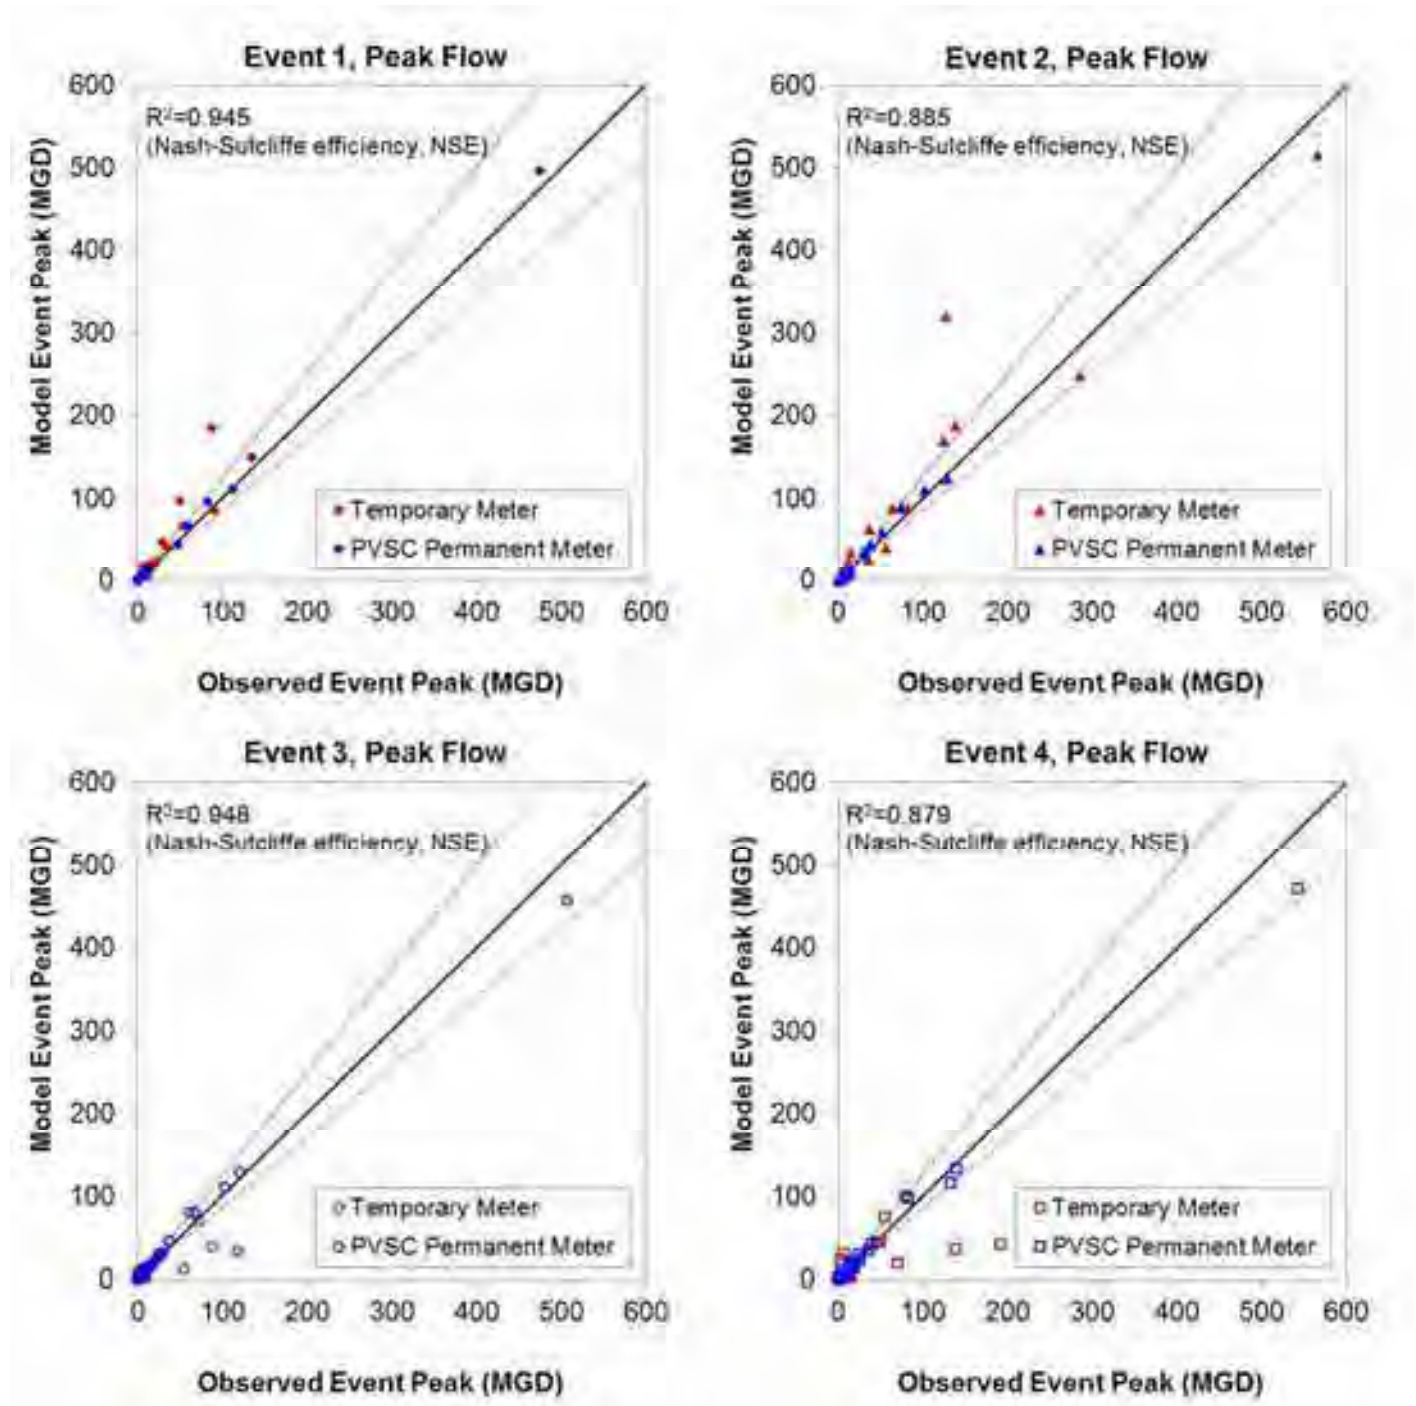 Event 1, Peak Flow
R²=0.945
(Nash-Sutcliffe efficiency, NSE)
Model Event Peak (MGD)
600
500
400
300
200
100
0
Temporary Meter
PVSC Permanent Meter
0 100 200 300 400 500 600
Observed Event Peak (MGD)
Event 2, Peak Flow
R²=0.885
(Nash-Sutcliffe efficiency, NSE)
Model Event Peak (MGD)
600
500
400
300
200
100
0
Temporary Meter
PVSC Permanent Meter
0 100 200 300 400 500 600
Observed Event Peak (MGD)
Event 3, Peak Flow
R²=0.948
(Nash-Sutcliffe efficiency, NSE)
Model Event Peak (MGD)
600
500
400
300
200
100
0
Temporary Meter
PVSC Permanent Meter
0 100 200 300 400 500 600
Observed Event Peak (MGD)
Event 4, Peak Flow
R²=0.879
(Nash-Sutcliffe efficiency, NSE)
Model Event Peak (MGD)
600
500
400
300
200
100
0
Temporary Meter
PVSC Permanent Meter
0 100 200 300 400 500 600
Observed Event Peak (MGD)